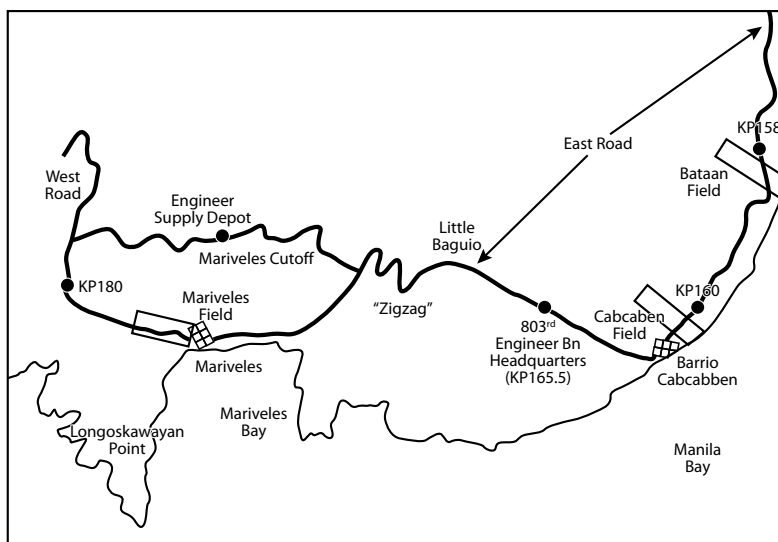 KP158
East Road
Bataan
Field
West
Road
Engineer
Supply Depot
Little
Baguio
Mariveles Cutoff
KP180
KP160
Mariveles
Field
“Zigzag”
Cabcaben
Field
803rd
Engineer Bn
Headquarters
(KP165.5)
Barrio
Cabcabben
Mariveles
Mariveles
Bay
Longoskawayan
Point
Manila
Bay